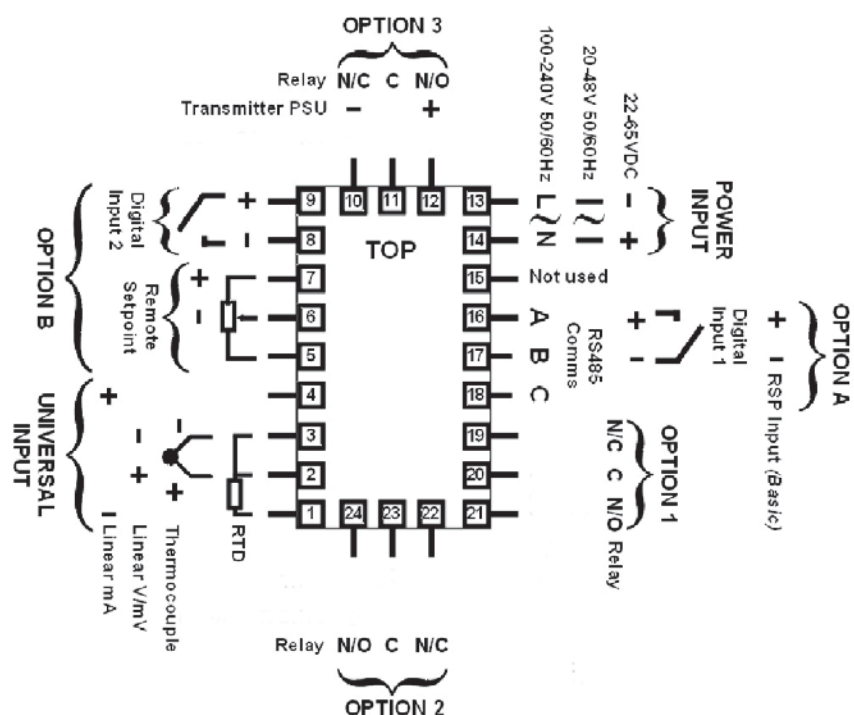 OPTION 3
Relay N/C C N/O
Transmitter PSU − +
100-240V 50/60Hz
20-48V 50/60Hz
22-65VDC
POWER
INPUT
L
N
− +
9 10 11 12 13
8 TOP 14
7 15 Not used
6 16 A
5 17 B
4 18 C
3 19
2 20
1 24 23 22 21
OPTION B
Digital
Input 2
+ −
Remote
Setpoint
+ −
UNIVERSAL
INPUT
RTD
− + Thermocouple
− + Linear V/mV
+ − Linear mA
RS485
Comms
+ −
Digital
Input 1
+ − RSP Input (Basic)
OPTION A
OPTION 1
N/C C N/O Relay
Relay N/O C N/C
OPTION 2